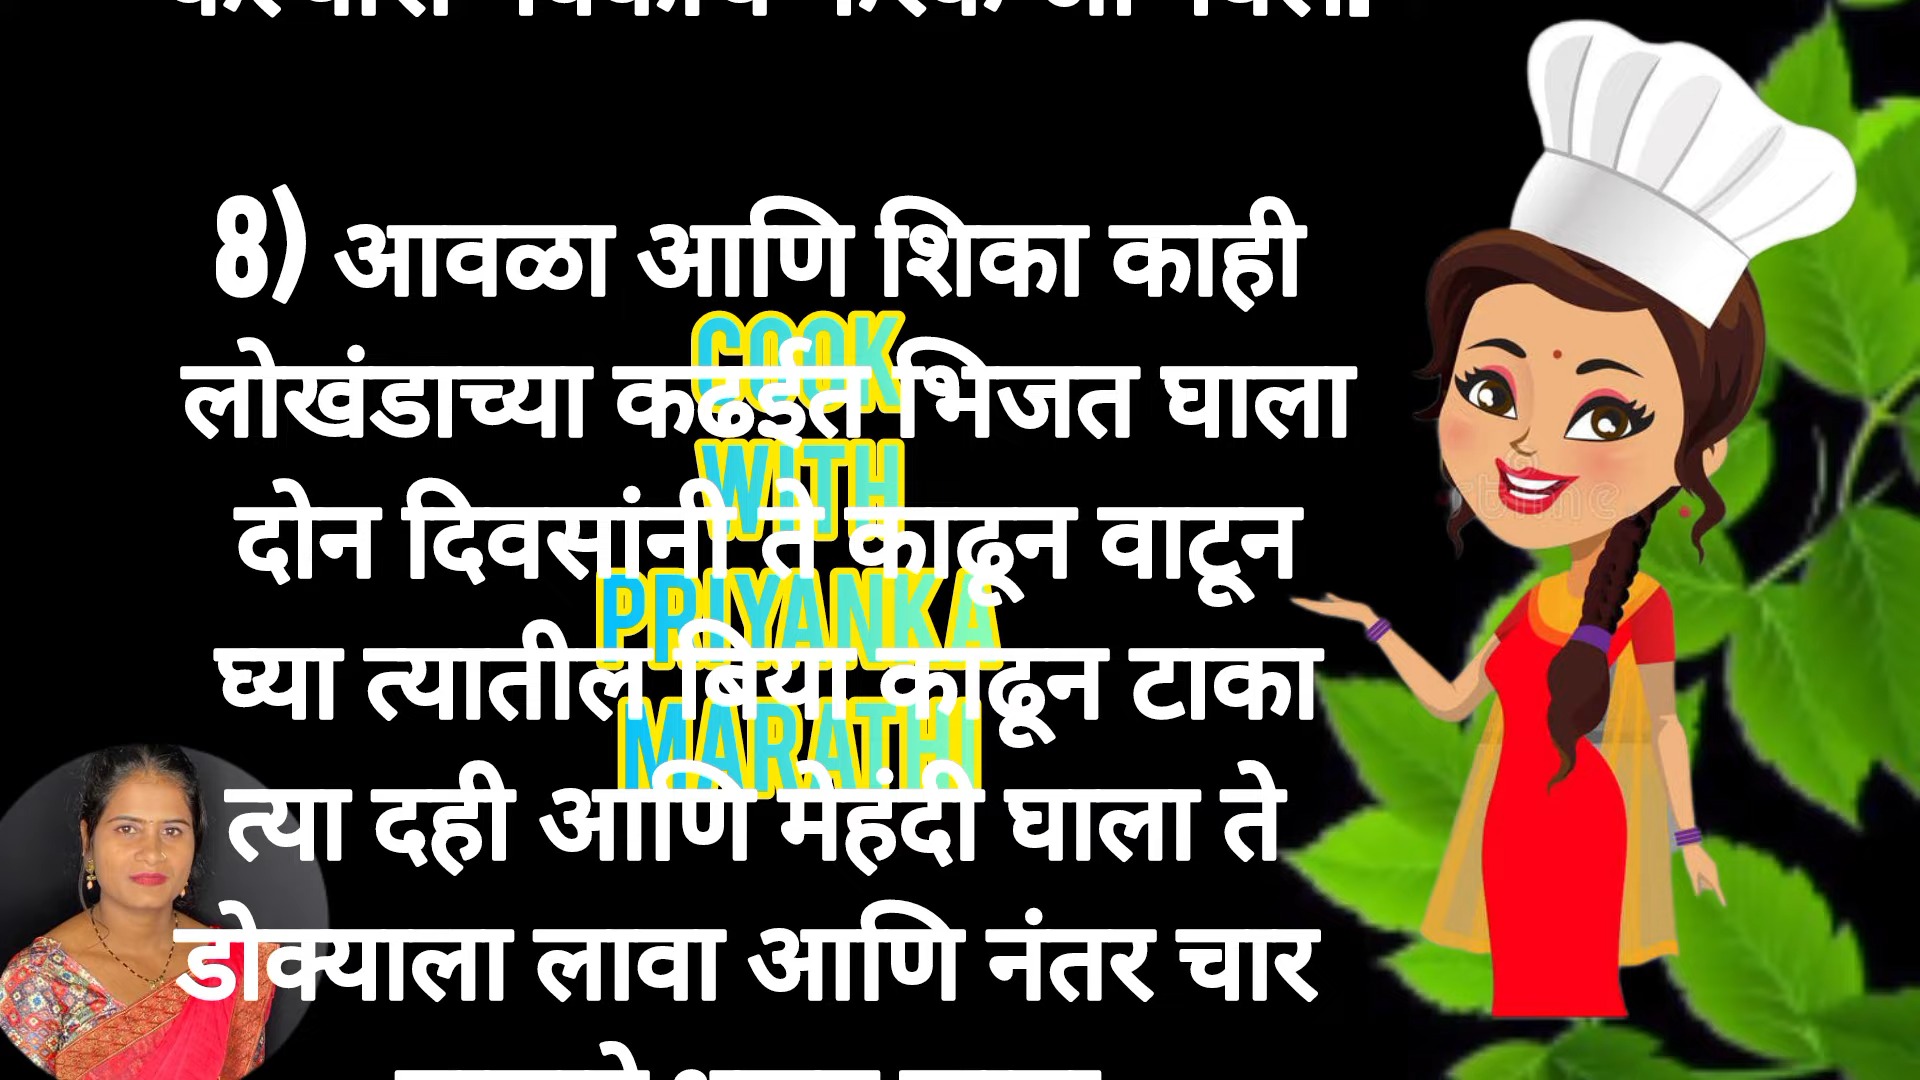 8) आवळा आणि शिका काही
लोखंडाच्या कढईत भिजत घाला
दोन दिवसांनी ते काढून वाटून
घ्या त्यातील बिया काढून टाका
त्या दही आणि मेहंदी घाला ते
डोक्याला लावा आणि नंतर चार
COOK
WITH
PRIYANKA
MARATHI